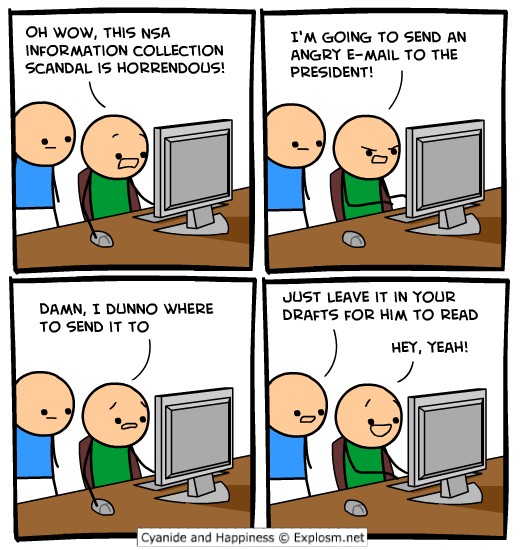 OH WOW, THIS NSA
INFORMATION COLLECTION
SCANDAL IS HORRENDOUS!
I'M GOING TO SEND AN
ANGRY E-MAIL TO THE
PRESIDENT!
DAMN, I DUNNO WHERE
TO SEND IT TO
JUST LEAVE IT IN YOUR
DRAFTS FOR HIM TO READ
HEY, YEAH!
Cyanide and Happiness © Explosm.net